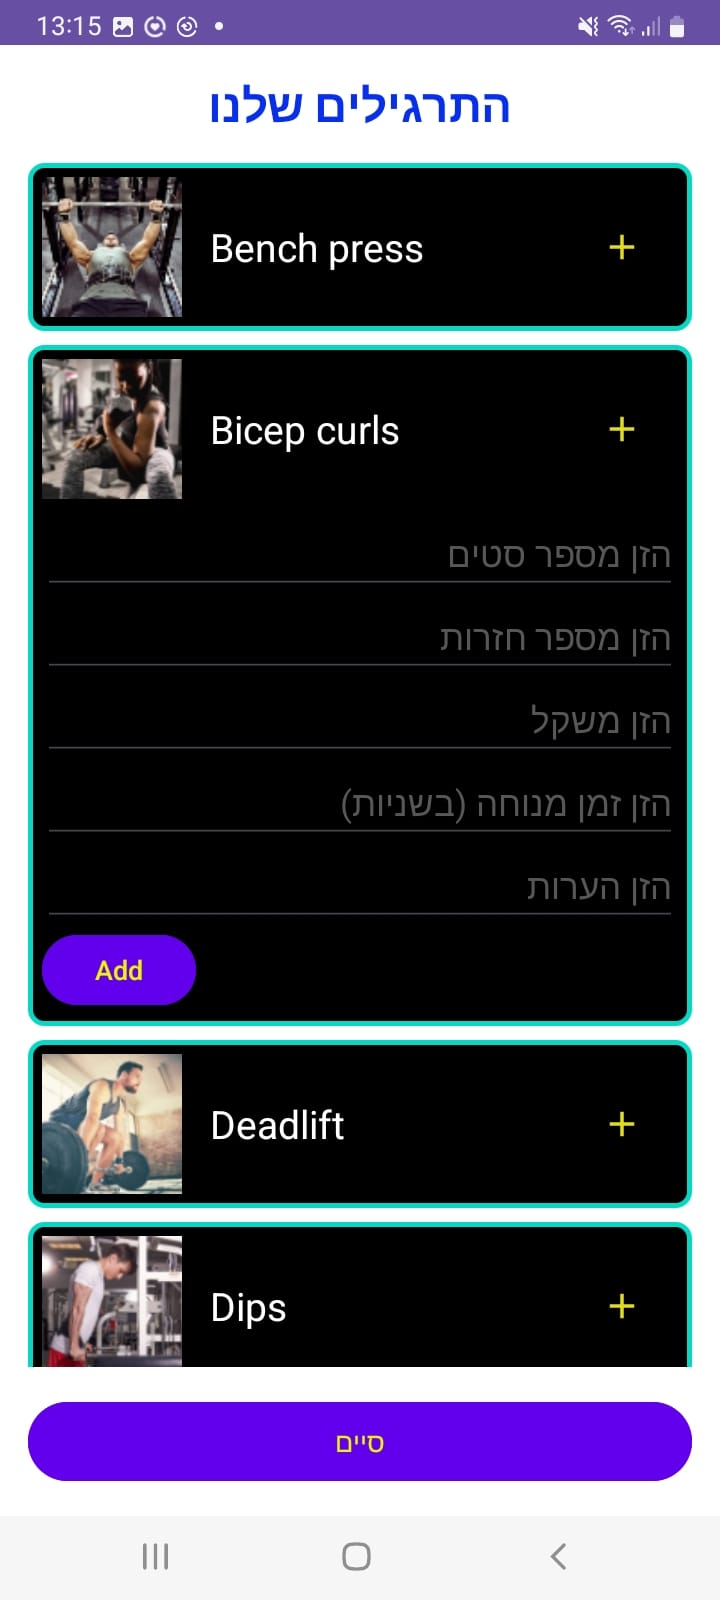 13:15
התרגילים שלנו
Bench press
+
Bicep curls
+
הזן מספר סטים
הזן מספר חזרות
הזן משקל
הזן זמן מנוחה (בשניות)
הזן הערות
Add
Deadlift
+
Dips
+
סיים